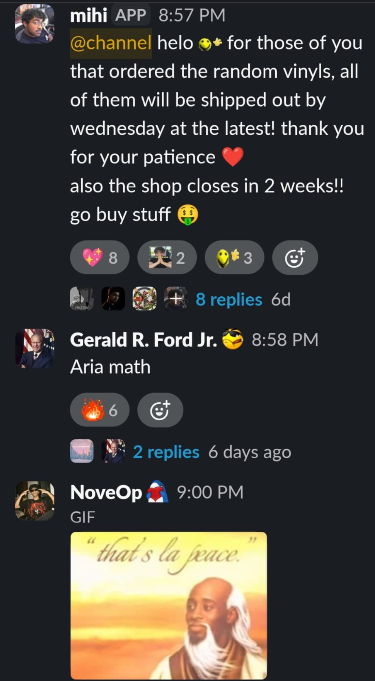 mihi APP 8:57 PM
@channel helo for those of you
that ordered the random vinyls, all
of them will be shipped out by
wednesday at the latest! thank you
for your patience ❤️
also the shop closes in 2 weeks!!
go buy stuff 🤑
💖 8 2 3
8 replies 6d
Gerald R. Ford Jr. 8:58 PM
Aria math
🔥 6
2 replies 6 days ago
NoveOp 9:00 PM
GIF
"that's la peace."